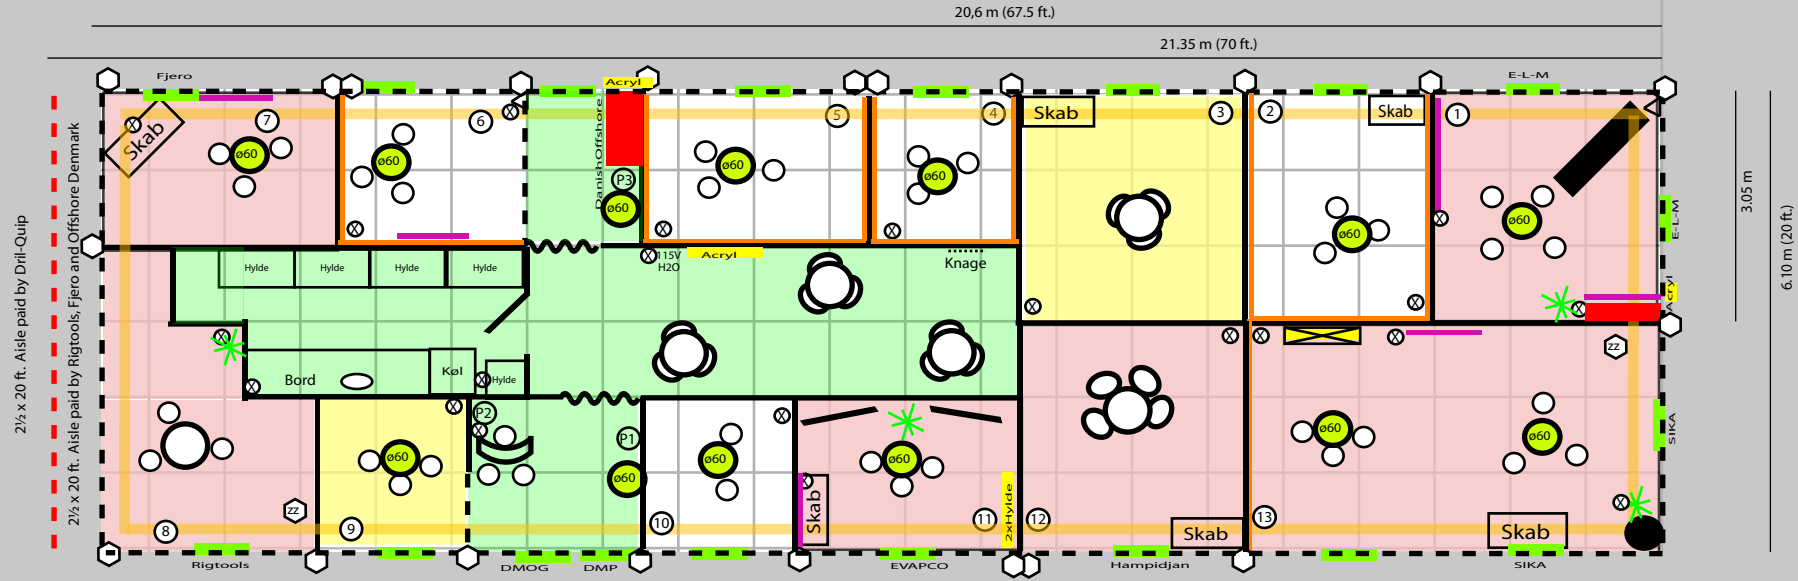 20,6 m (67.5 ft.)
21.35 m (70 ft.)
Fjero
Acryl
E-L-M
Skab
7
6
DanishOffshore
5
4
Skab
3
2
Skab
1
ø60
ø60
P3
ø60
ø60
ø60
ø60
ø60
E-L-M
3.05 m
6.10 m (20 ft.)
2½ x 20 ft. Aisle paid by Dril-Quip
2½ x 20 ft. Aisle paid by Rigtools, Fjero and Offshore Denmark
Hylde
Hylde
Hylde
Hylde
115V
H2O
Acryl
Knage
Acryl
zz
Bord
Køl
Hylde
P2
P1
ø60
ø60
ø60
ø60
ø60
ø60
SIKA
zz
8
9
10
Skab
11
2xHylde
12
Skab
13
Skab
Rigtools
DMOG
DMP
EVAPCO
Hampidjan
SIKA